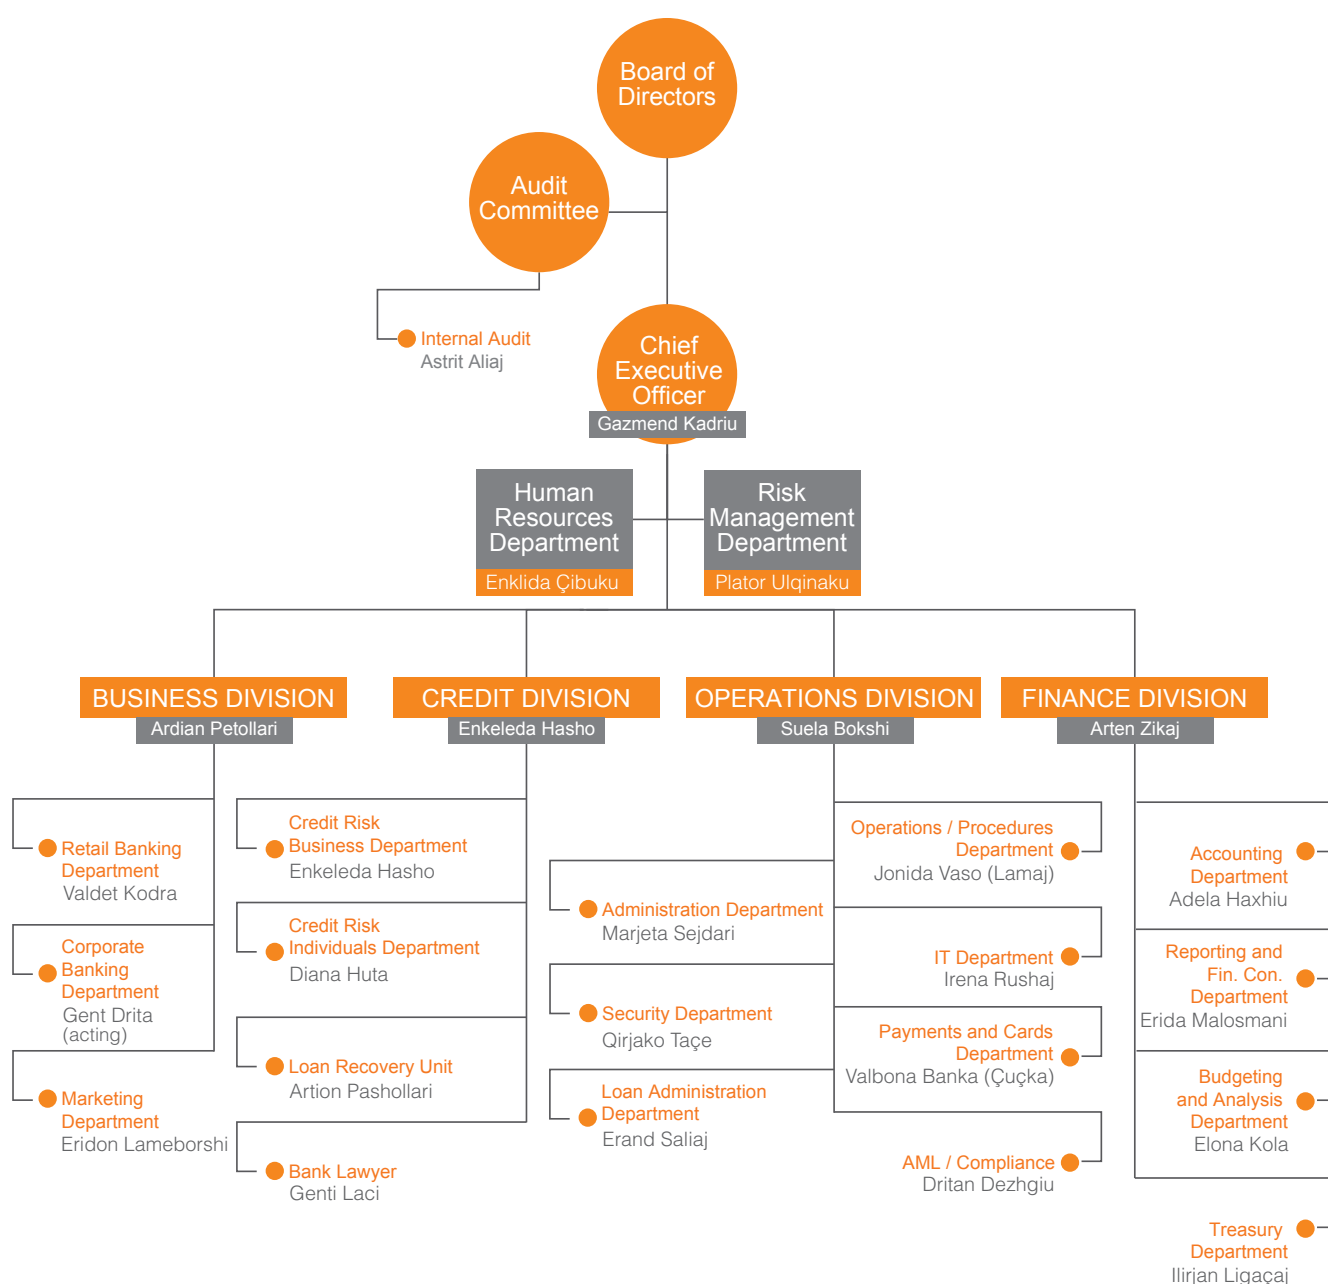 Board of
Directors
Audit
Committee
Internal Audit
Astrit Aliaj
Chief
Executive
Officer
Gazmend Kadriu
Human
Resources
Department
Enklida Çibuku
Risk
Management
Department
Plator Ulqinaku
BUSINESS DIVISION
Ardian Petollari
CREDIT DIVISION
Enkeleda Hasho
OPERATIONS DIVISION
Suela Bokshi
FINANCE DIVISION
Arten Zikaj
Retail Banking
Department
Valdet Kodra
Corporate
Banking
Department
Gent Drita
(acting)
Marketing
Department
Eridon Lameborshi
Credit Risk
Business Department
Enkeleda Hasho
Credit Risk
Individuals Department
Diana Huta
Loan Recovery Unit
Artion Pashollari
Bank Lawyer
Genti Laci
Administration Department
Marjeta Sejdari
Security Department
Qirjako Taçe
Loan Administration
Department
Erand Saliaj
Operations / Procedures
Department
Jonida Vaso (Lamaj)
IT Department
Irena Rushaj
Payments and Cards
Department
Valbona Banka (Çuçka)
AML / Compliance
Dritan Dezhgiu
Accounting
Department
Adela Haxhiu
Reporting and
Fin. Con.
Department
Erida Malosmani
Budgeting
and Analysis
Department
Elona Kola
Treasury
Department
Ilirjan Ligaçaj